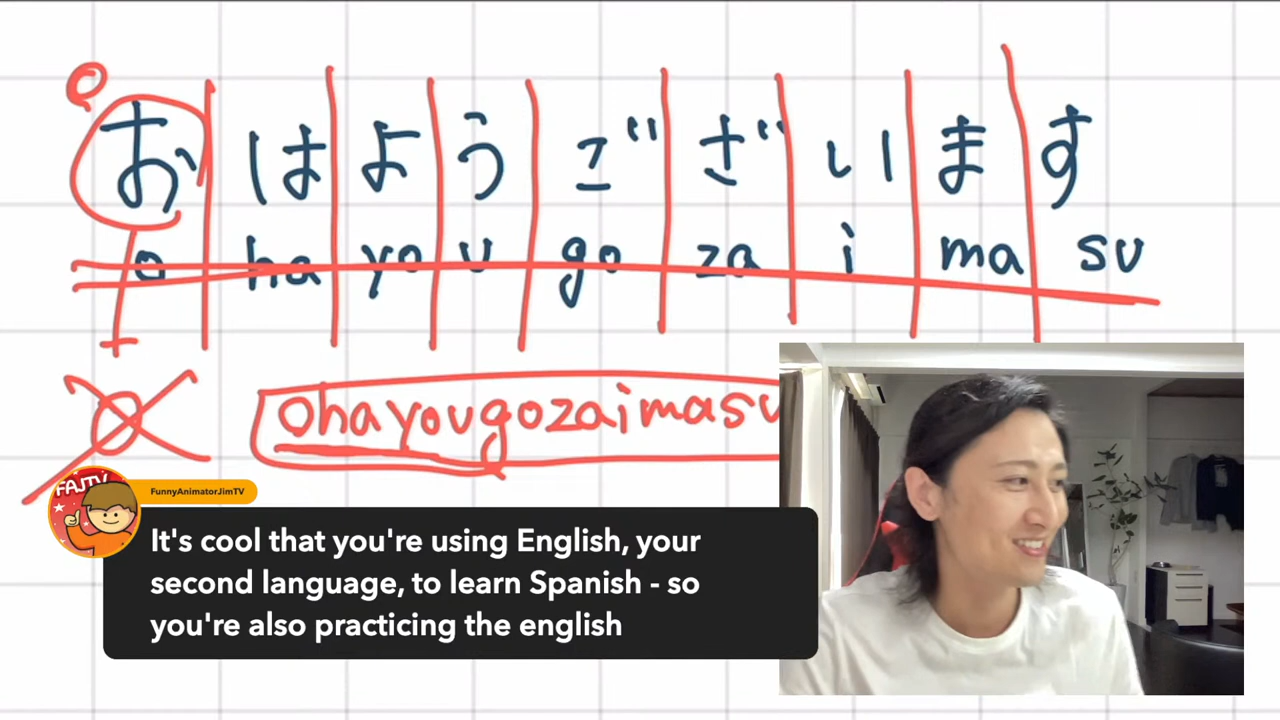 おはようございます
o ha yo u go za i ma su
ohayougozaimasu
FAJTV
FunnyAnimatorJimTV
It's cool that you're using English, your
second language, to learn Spanish - so
you're also practicing the english